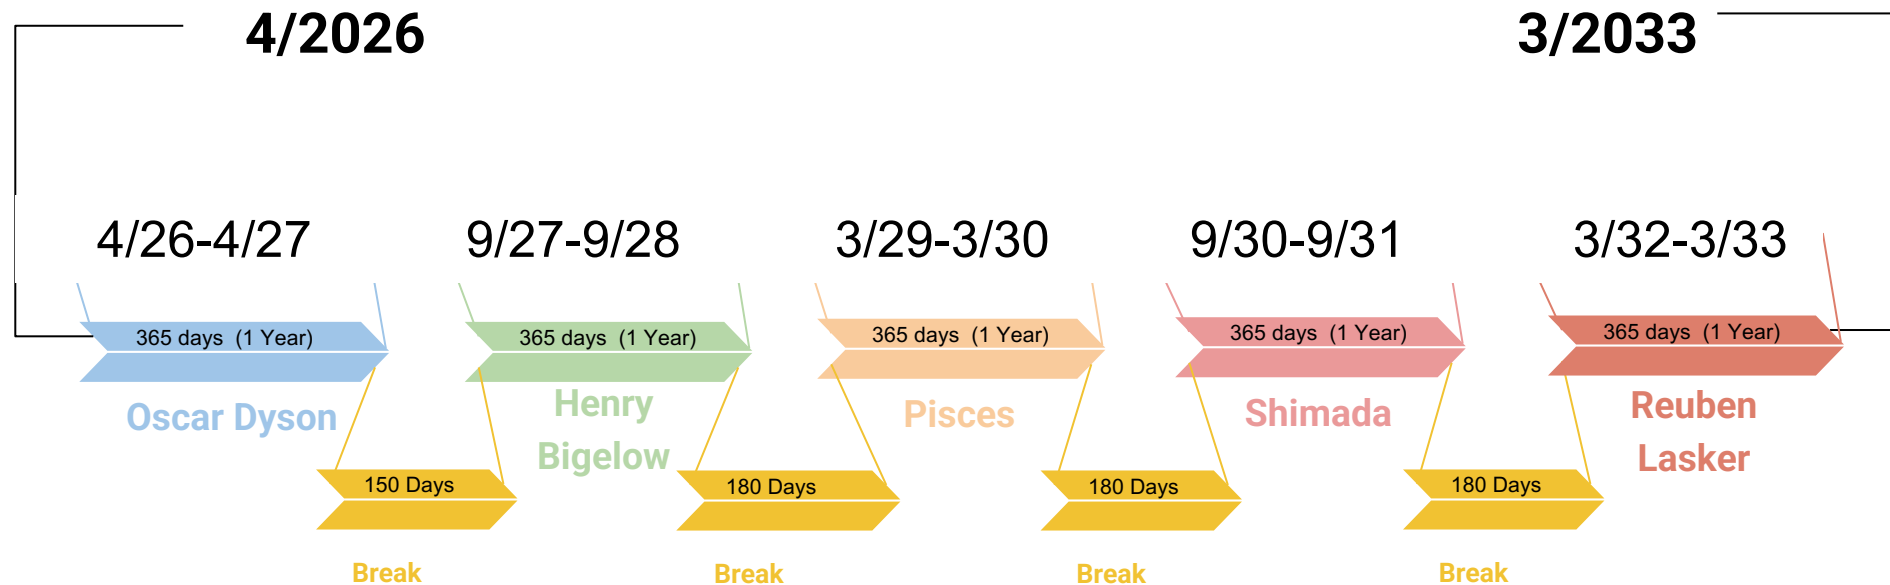 4/2026
3/2033
4/26-4/27
9/27-9/28
3/29-3/30
9/30-9/31
3/32-3/33
365 days (1 Year)
365 days (1 Year)
365 days (1 Year)
365 days (1 Year)
365 days (1 Year)
Oscar Dyson
Henry
Bigelow
Pisces
Shimada
Reuben
Lasker
150 Days
180 Days
180 Days
180 Days
Break
Break
Break
Break